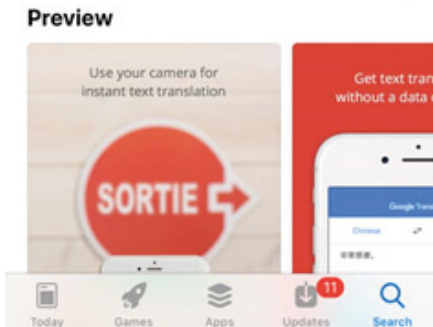 Preview
Use your camera for
instant text translation
SORTIE
Get text tran
without a data
Google Trans
Chinese
11
Today
Games
Apps
Updates
Search